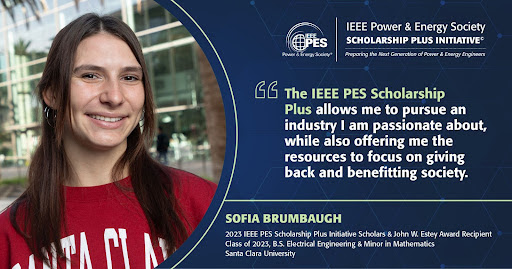 IEEE
PES
Power & Energy Society®
IEEE Power & Energy Society
SCHOLARSHIP PLUS INITIATIVE©
Preparing the Next Generation of Power & Energy Engineers
“The IEEE PES Scholarship
Plus allows me to pursue an
industry I am passionate about,
while also offering me the
resources to focus on giving
back and benefitting society.
SANTA CLAR
SOFIA BRUMBAUGH
2023 IEEE PES Scholarship Plus Initiative Scholars & John W. Estey Award Recipient
Class of 2023, B.S. Electrical Engineering & Minor in Mathematics
Santa Clara University